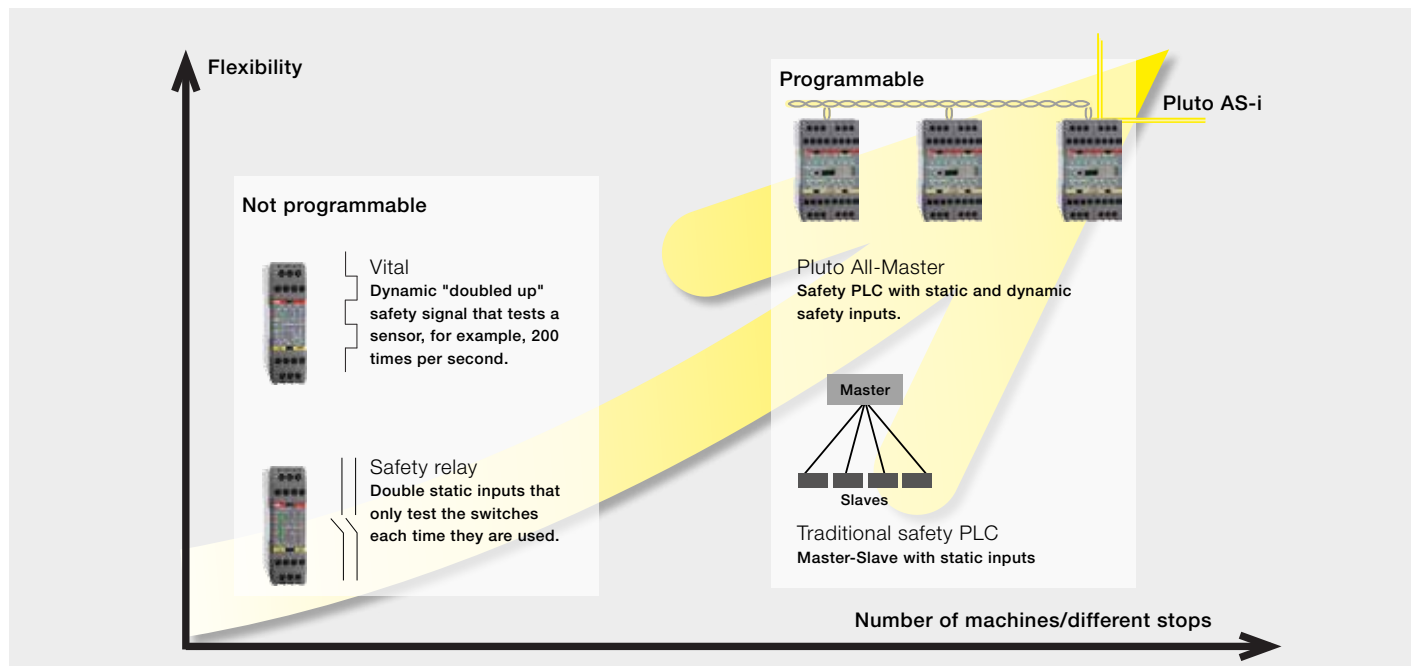 Flexibility
Not programmable
Vital
Dynamic "doubled up"
safety signal that tests a
sensor, for example, 200
times per second.
Safety relay
Double static inputs that
only test the switches
each time they are used.
Programmable
Pluto AS-i
Pluto All-Master
Safety PLC with static and dynamic
safety inputs.
Master
Slaves
Traditional safety PLC
Master-Slave with static inputs
Number of machines/different stops